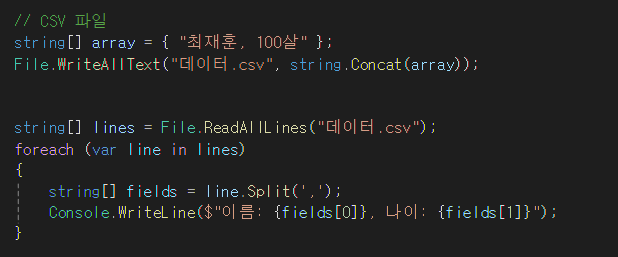 // CSV 파일
string[] array = { "최재훈, 100살" };
File.WriteAllText("데이터.csv", string.Concat(array));
string[] lines = File.ReadAllLines("데이터.csv");
foreach (var line in lines)
{
string[] fields = line.Split(',');
Console.WriteLine($"이름: {fields[0]}, 나이: {fields[1]}");
}